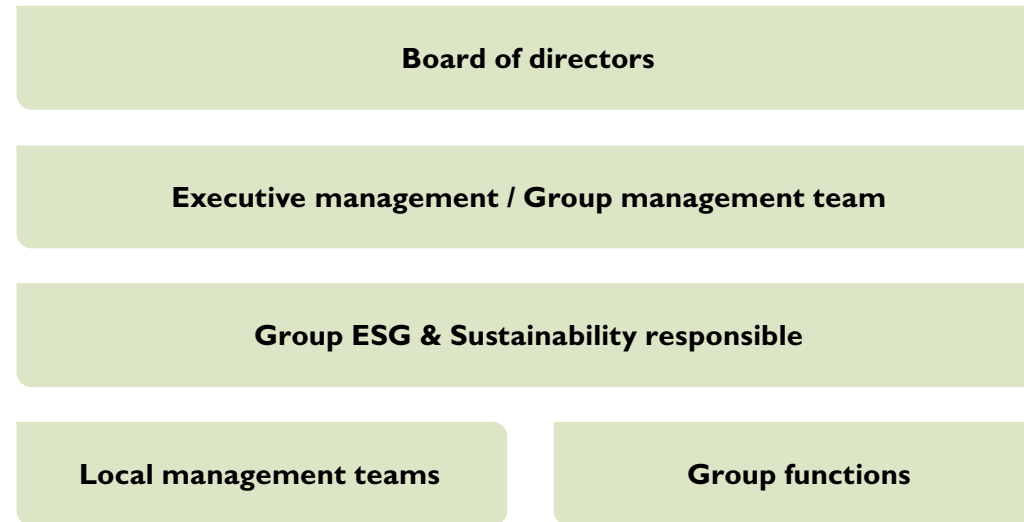 Board of directors
Executive management / Group management team
Group ESG & Sustainability responsible
Local management teams
Group functions